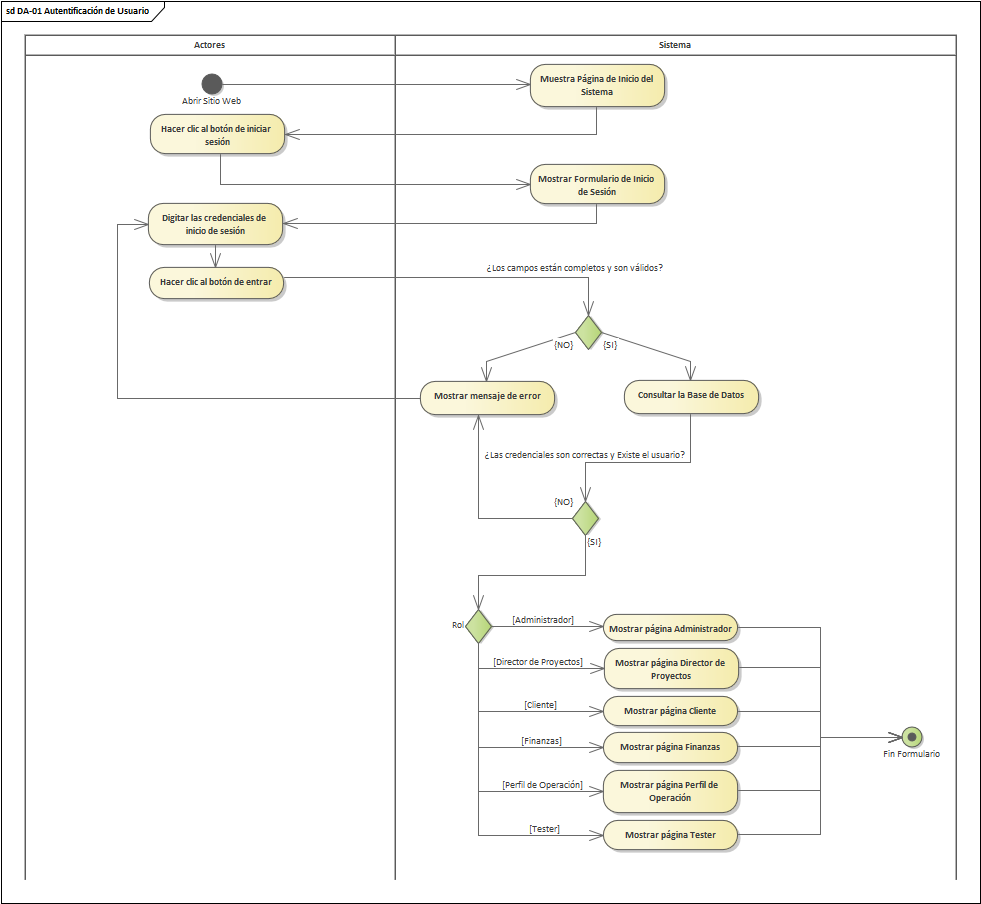 sd DA-01 Autentificación de Usuario
Actores
Sistema
Abrir Sitio Web
Muestra Página de Inicio del
Sistema
Hacer clic al botón de iniciar
sesión
Mostrar Formulario de Inicio
de Sesión
Digitar las credenciales de
inicio de sesión
Hacer clic al botón de entrar
¿Los campos están completos y son válidos?
{NO}
{SI}
Mostrar mensaje de error
Consultar la Base de Datos
¿Las credenciales son correctas y Existe el usuario?
{NO}
{SI}
Rol
[Administrador]
Mostrar página Administrador
[Director de Proyectos]
Mostrar página Director de
Proyectos
[Cliente]
Mostrar página Cliente
[Finanzas]
Mostrar página Finanzas
[Perfil de Operación]
Mostrar página Perfil de
Operación
[Tester]
Mostrar página Tester
Fin Formulario